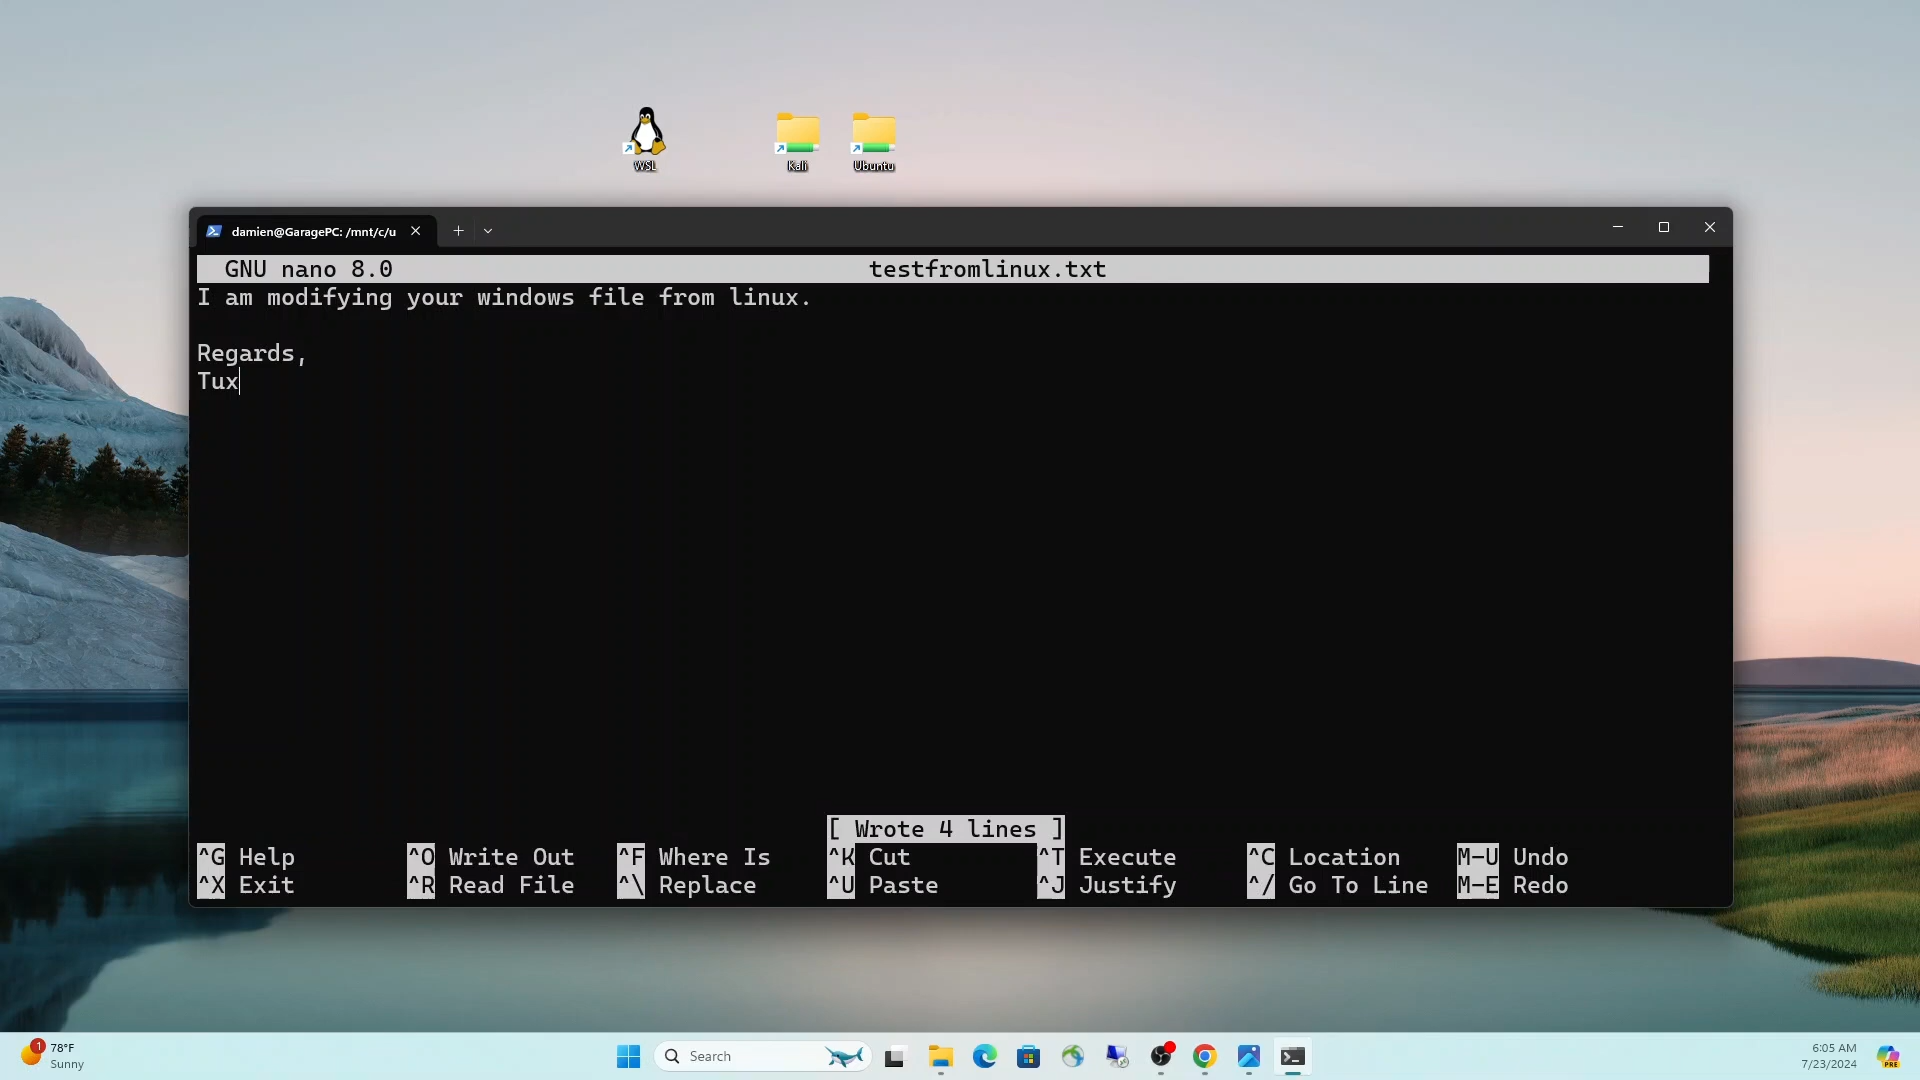 WSL
Kali
Ubuntu
damien@GaragePC: /mnt/c/u
GNU nano 8.0 testfromlinux.txt
I am modifying your windows file from linux.
Regards,
Tux
[ Wrote 4 lines ]
^G Help ^O Write Out ^F Where Is ^K Cut ^T Execute ^C Location M-U Undo
^X Exit ^R Read File ^\ Replace ^U Paste ^J Justify ^/ Go To Line M-E Redo
1
78°F
Sunny
Search
6:05 AM
7/23/2024
PRE